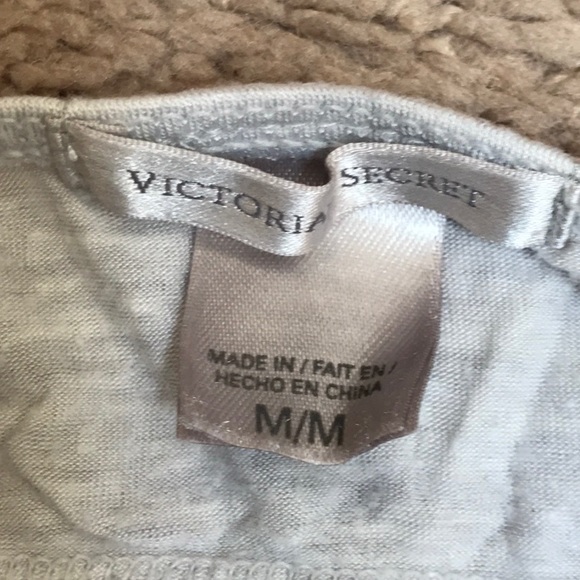 VICTORIA SECRET
MADE IN / FAIT EN /
HECHO EN CHINA
M/M